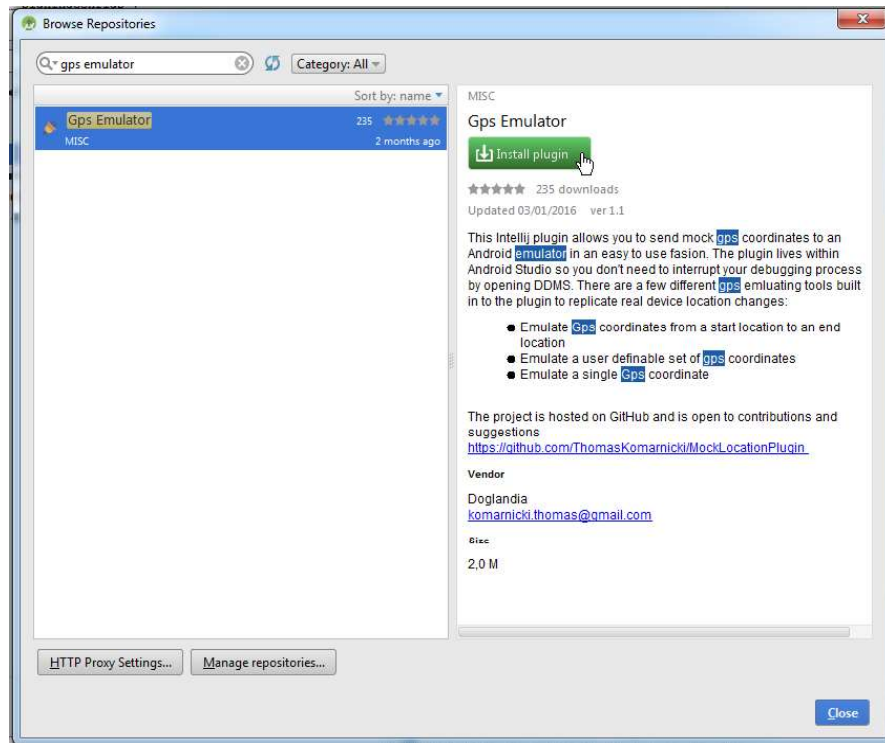 Browse Repositories
gps emulator
Category: All
Sort by: name
Gps Emulator
235
MISC
2 months ago
MISC
Gps Emulator
Install plugin
235 downloads
Updated 03/01/2016 ver 1.1
This Intellij plugin allows you to send mock gps coordinates to an
Android emulator in an easy to use fasion. The plugin lives within
Android Studio so you don't need to interrupt your debugging process
by opening DDMS. There are a few different gps emluating tools built
in to the plugin to replicate real device location changes:
● Emulate Gps coordinates from a start location to an end
location
● Emulate a user definable set of gps coordinates
● Emulate a single Gps coordinate
The project is hosted on GitHub and is open to contributions and
suggestions
https://github.com/ThomasKomarnicki/MockLocationPlugin
Vendor
Doglandia
komarnicki.thomas@gmail.com
Size
2,0 M
HTTP Proxy Settings...
Manage repositories...
Close